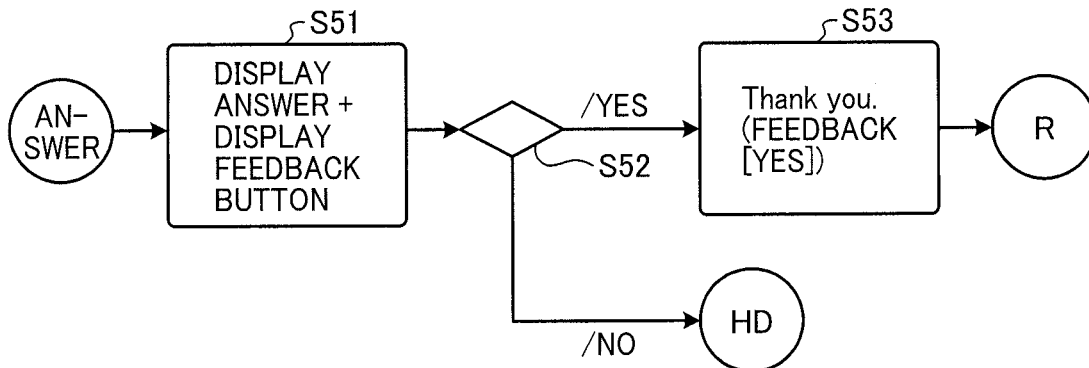 S51
S53
AN-
SWER
DISPLAY
ANSWER +
DISPLAY
FEEDBACK
BUTTON
/YES
S52
Thank you.
(FEEDBACK
[YES])
R
/NO
HD